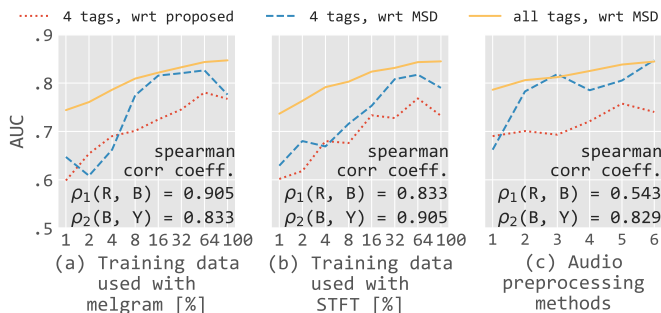 4 tags, wrt proposed
4 tags, wrt MSD
all tags, wrt MSD
AUC
.9
.8
.7
.6
.5
spearman
corr coeff.
ρ1(R, B) = 0.905
ρ2(B, Y) = 0.833
1 2 4 8 16 32 64 100
(a) Training data
used with
melgram [%]
spearman
corr coeff.
ρ1(R, B) = 0.833
ρ2(B, Y) = 0.905
1 2 4 8 16 32 64 100
(b) Training data
used with
STFT [%]
spearman
corr coeff.
ρ1(R, B) = 0.543
ρ2(B, Y) = 0.829
1 2 3 4 5 6
(c) Audio
preprocessing
methods